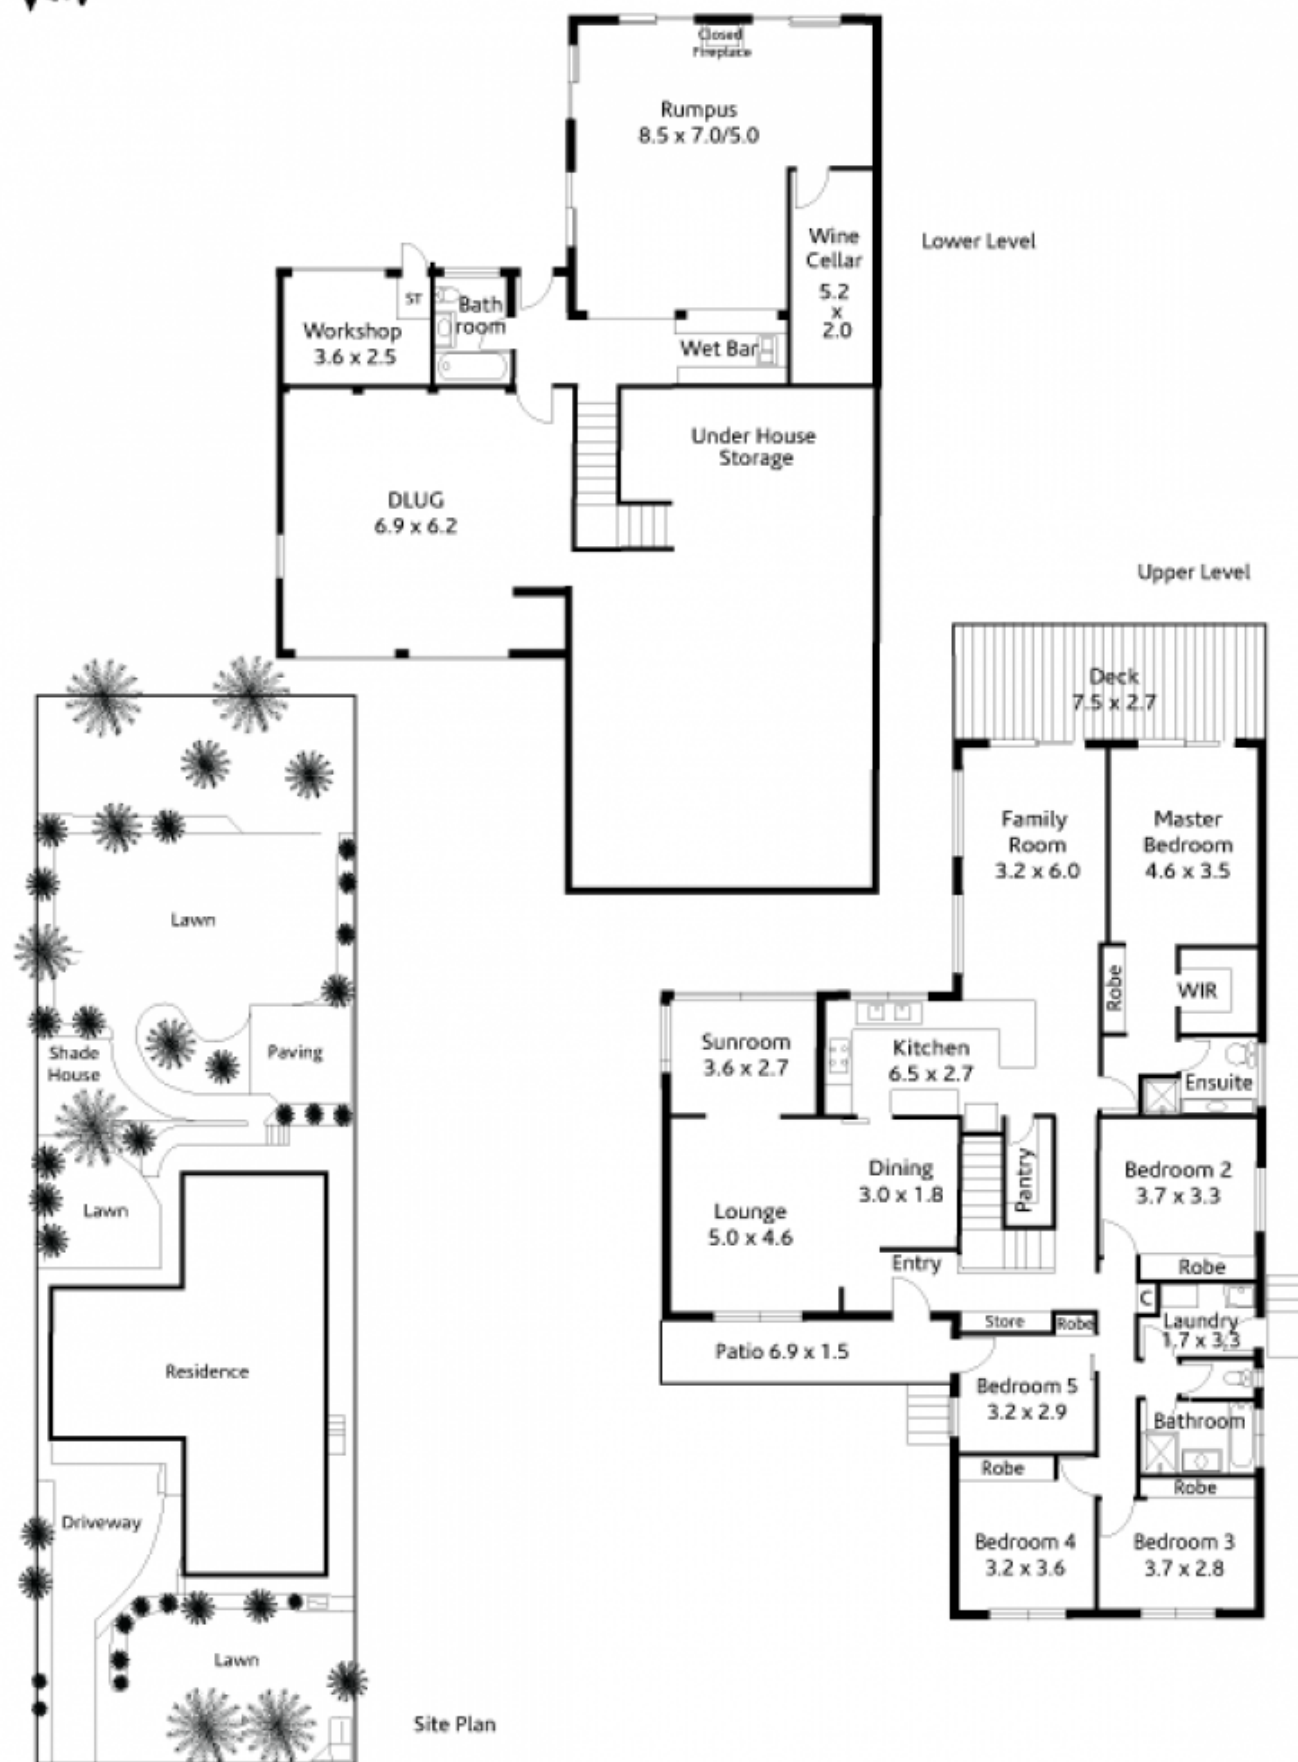 Closed
Fireplace
Rumpus
8.5 x 7.0/5.0
Wine
Cellar
5.2
x
2.0
Lower Level
ST
Bath
room
Workshop
3.6 x 2.5
Wet Bar
Under House
Storage
DLUG
6.9 x 6.2
Upper Level
Deck
7.5 x 2.7
Family
Room
3.2 x 6.0
Master
Bedroom
4.6 x 3.5
Robe
WIR
Sunroom
3.6 x 2.7
Kitchen
6.5 x 2.7
Ensuite
Dining
3.0 x 1.8
Pantry
Bedroom 2
3.7 x 3.3
Lounge
5.0 x 4.6
Entry
Robe
C
Laundry
1.7 x 3.3
Store
Robe
Patio 6.9 x 1.5
Bedroom 5
3.2 x 2.9
Bathroom
Robe
Robe
Bedroom 4
3.2 x 3.6
Bedroom 3
3.7 x 2.8
Lawn
Shade
House
Paving
Lawn
Residence
Driveway
Lawn
Site Plan